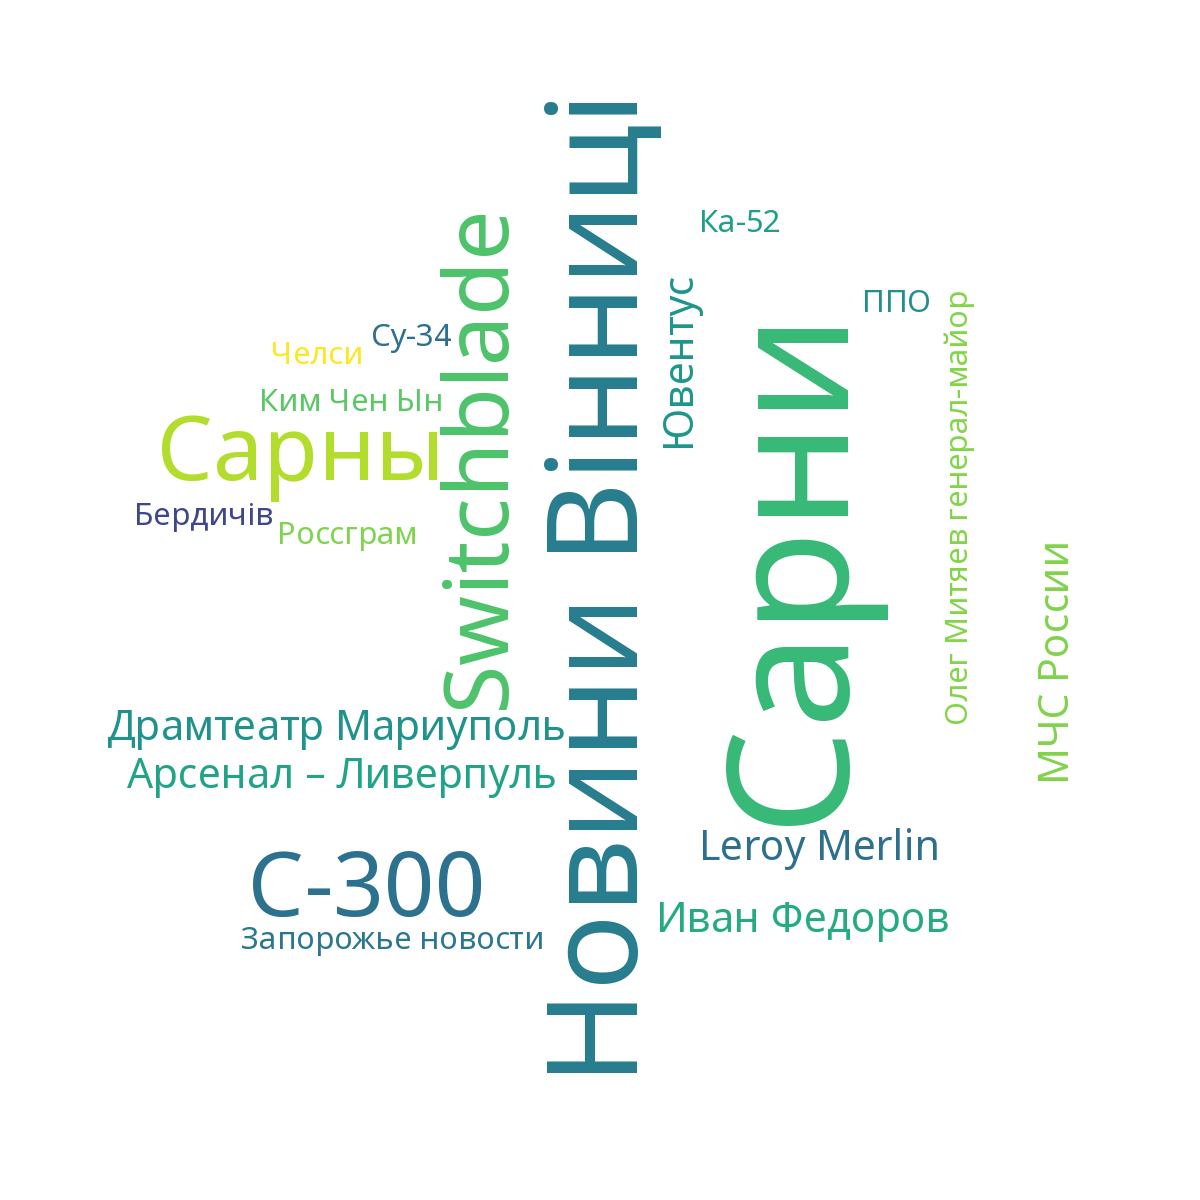 Новини Вінниці
Ка-52
Switchblade
Ювентус
ППО
Олег Митяев генерал-майор
Су-34
Челси
Сарни
Ким Чен Ын
Сарны
Бердичів
Россграм
МЧС России
Драмтеатр Мариуполь
Арсенал – Ливерпуль
Leroy Merlin
С-300
Иван Федоров
Запорожье новости